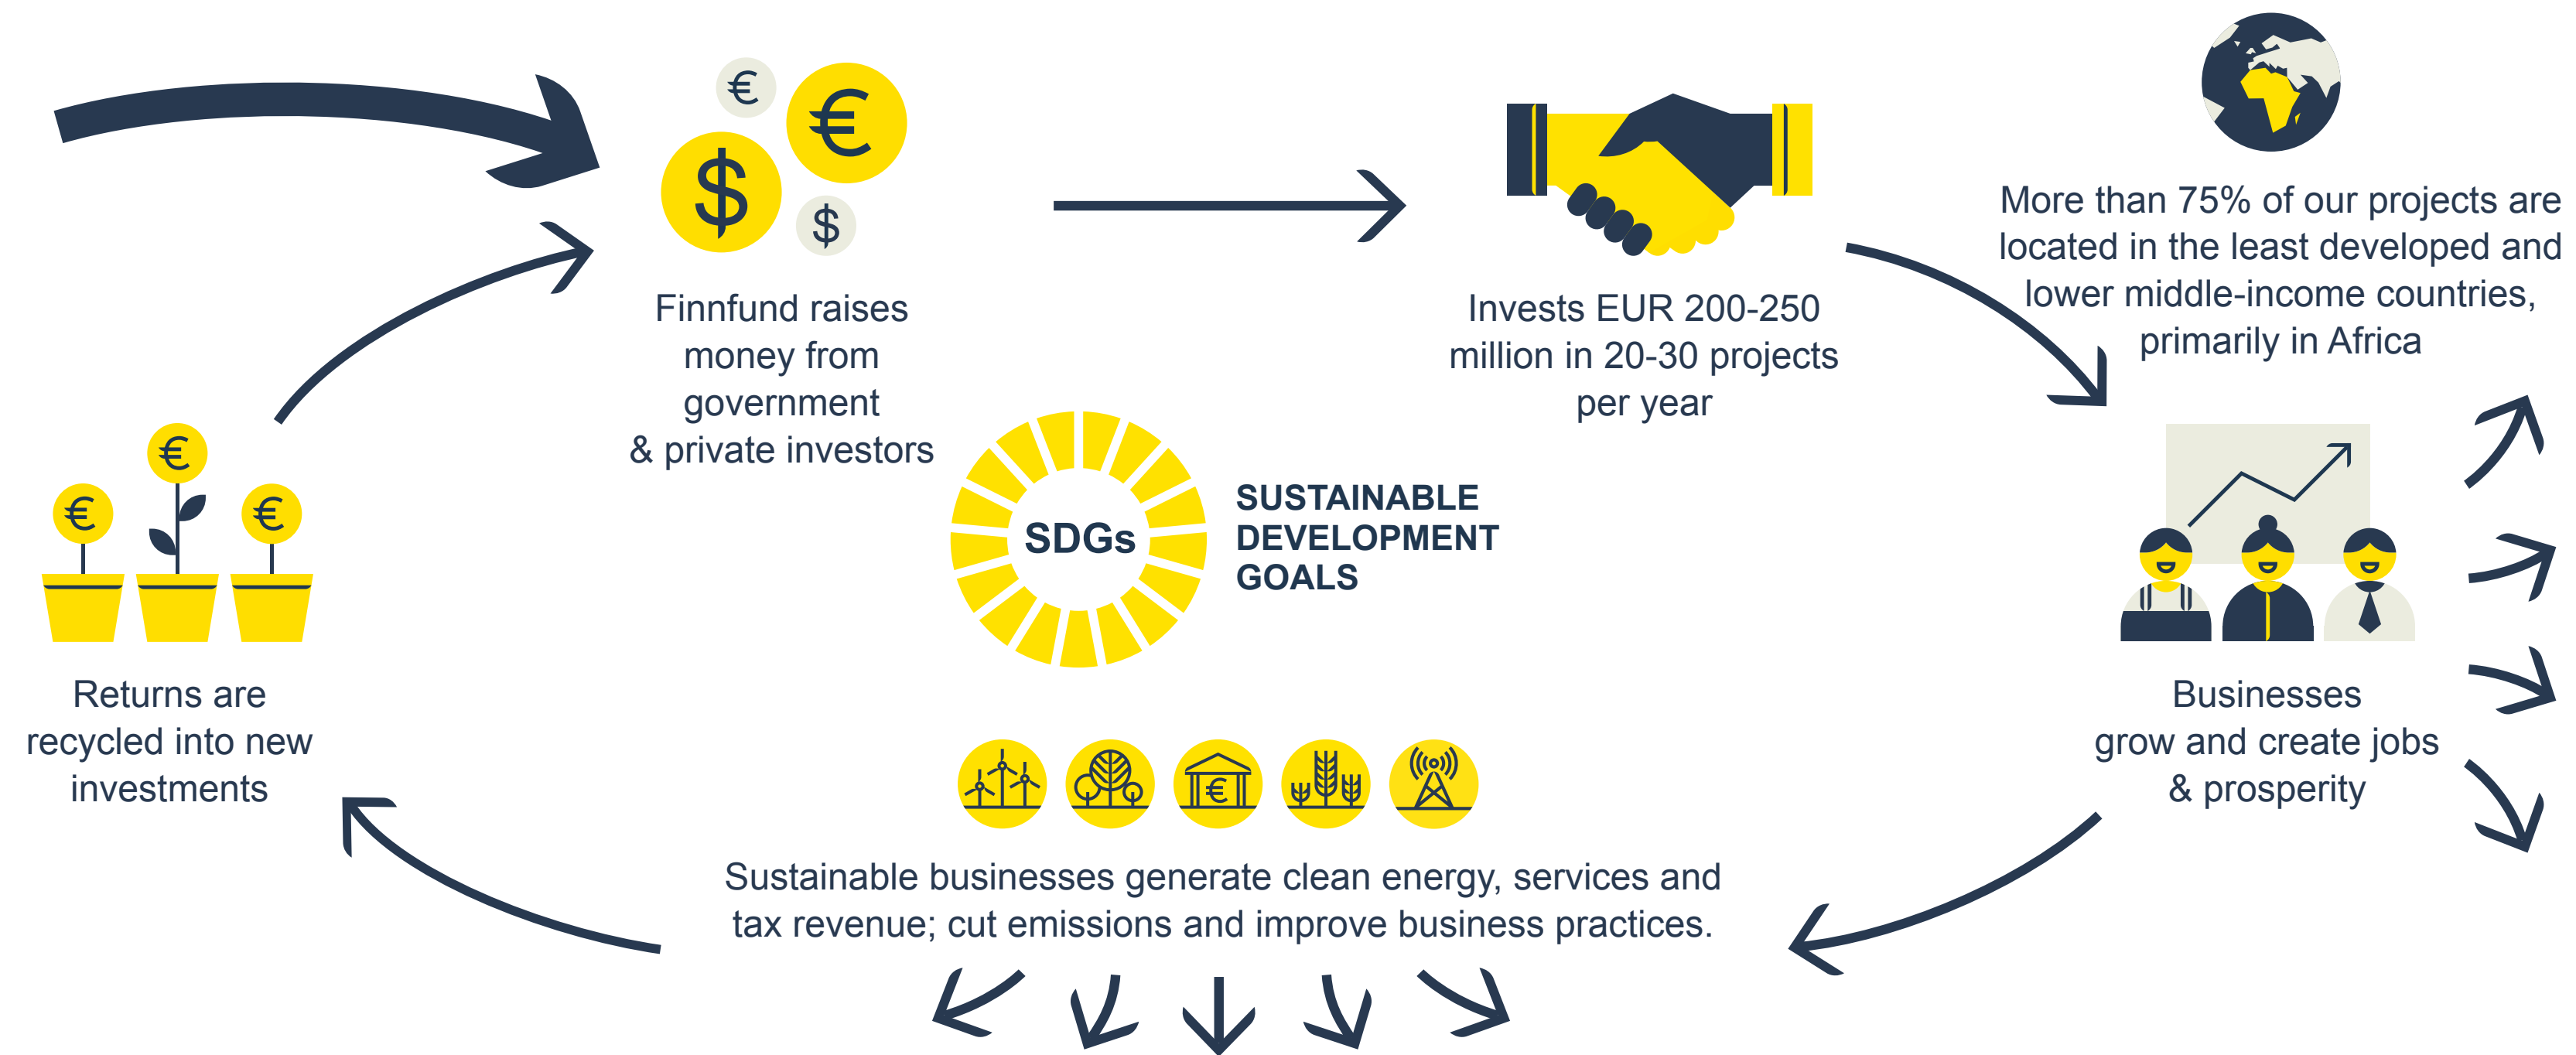 €
€
$
$
Finnfund raises
money from
government
& private investors
Invests EUR 200-250
million in 20-30 projects
per year
More than 75% of our projects are
located in the least developed and
lower middle-income countries,
primarily in Africa
€
€
€
Returns are
recycled into new
investments
SDGs
SUSTAINABLE
DEVELOPMENT
GOALS
Businesses
grow and create jobs
& prosperity
€
Sustainable businesses generate clean energy, services and
tax revenue; cut emissions and improve business practices.